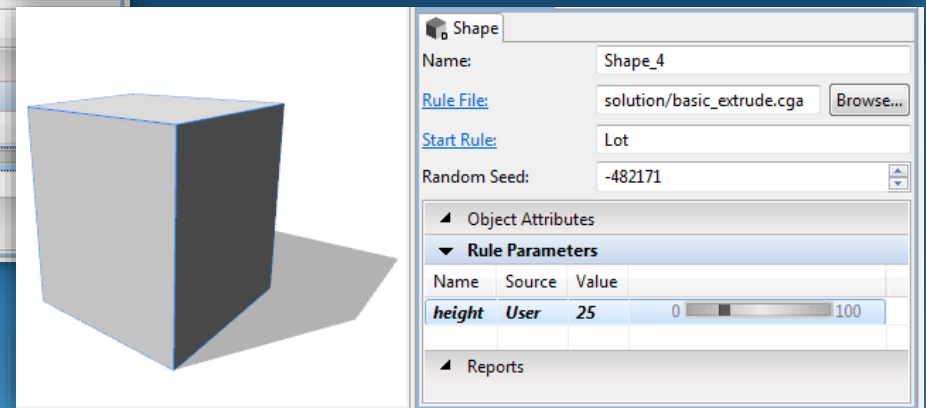 Shape
Name: Shape_4
Rule File: solution/basic_extrude.cga Browse...
Start Rule: Lot
Random Seed: -482171
Object Attributes
Rule Parameters
Name Source Value
height User 25 0 100
Reports